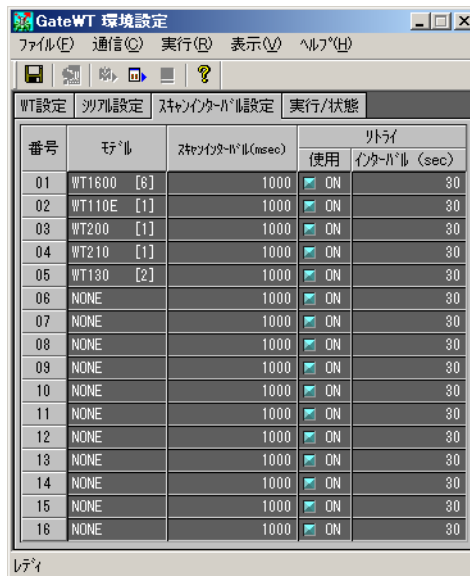 GateWT 環境設定
ファイル(F) 通信(C) 実行(R) 表示(V) ヘルプ(H)
WT設定 シリアル設定 スキャンインターバル設定 実行/状態
番号 モデル スキャンインターバル(msec) リトライ
使用 インターバル (sec)
01 WT1600 [6] 1000 ON 30
02 WT110E [1] 1000 ON 30
03 WT200 [1] 1000 ON 30
04 WT210 [1] 1000 ON 30
05 WT130 [2] 1000 ON 30
06 NONE 1000 ON 30
07 NONE 1000 ON 30
08 NONE 1000 ON 30
09 NONE 1000 ON 30
10 NONE 1000 ON 30
11 NONE 1000 ON 30
12 NONE 1000 ON 30
13 NONE 1000 ON 30
14 NONE 1000 ON 30
15 NONE 1000 ON 30
16 NONE 1000 ON 30
レディ